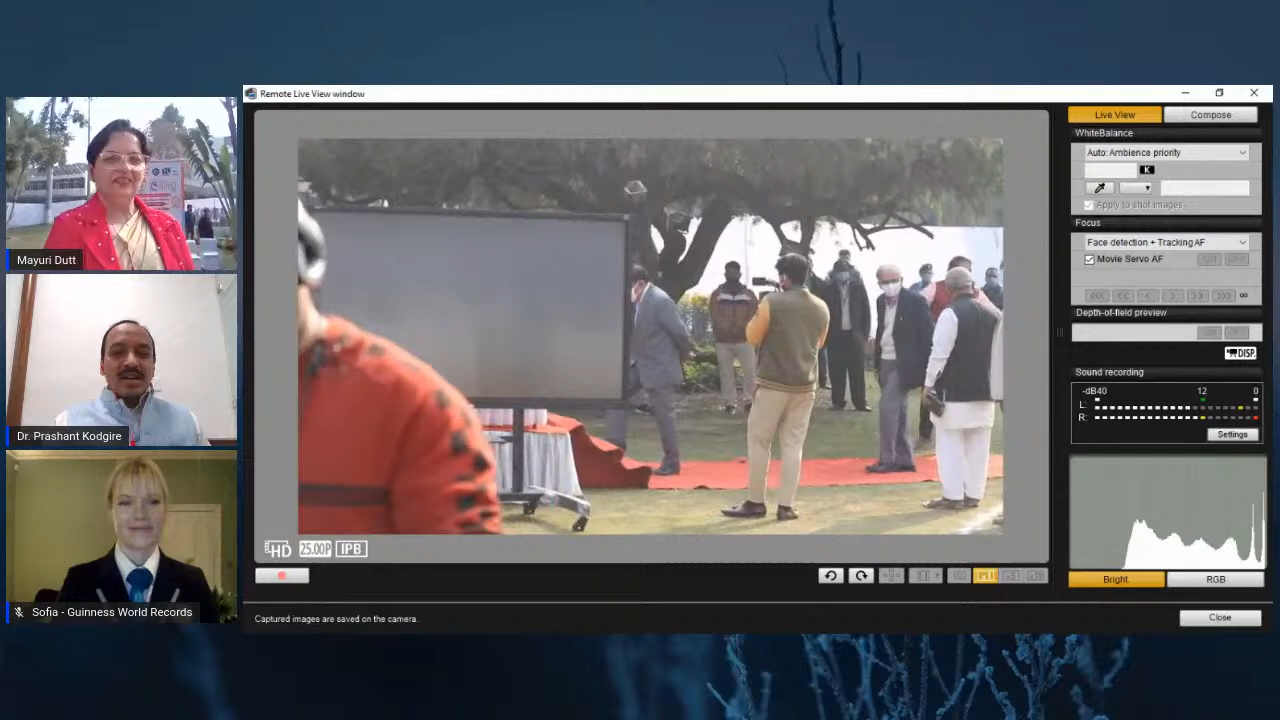 Mayuri Dutt
Dr. Prashant Kodgire
Sofia - Guinness World Records
Remote Live View window
HD 25.00P IPB
Captured images are saved on the camera.
Live View Compose
WhiteBalance
Auto: Ambience priority
K
Apply to shot images
Focus
Face detection + Tracking AF
Movie Servo AF
<<< << < > >> >>> ∞
Depth-of-field preview
DISP.
Sound recording
-dB40 12 0
L:
R:
Settings
Bright RGB
Close